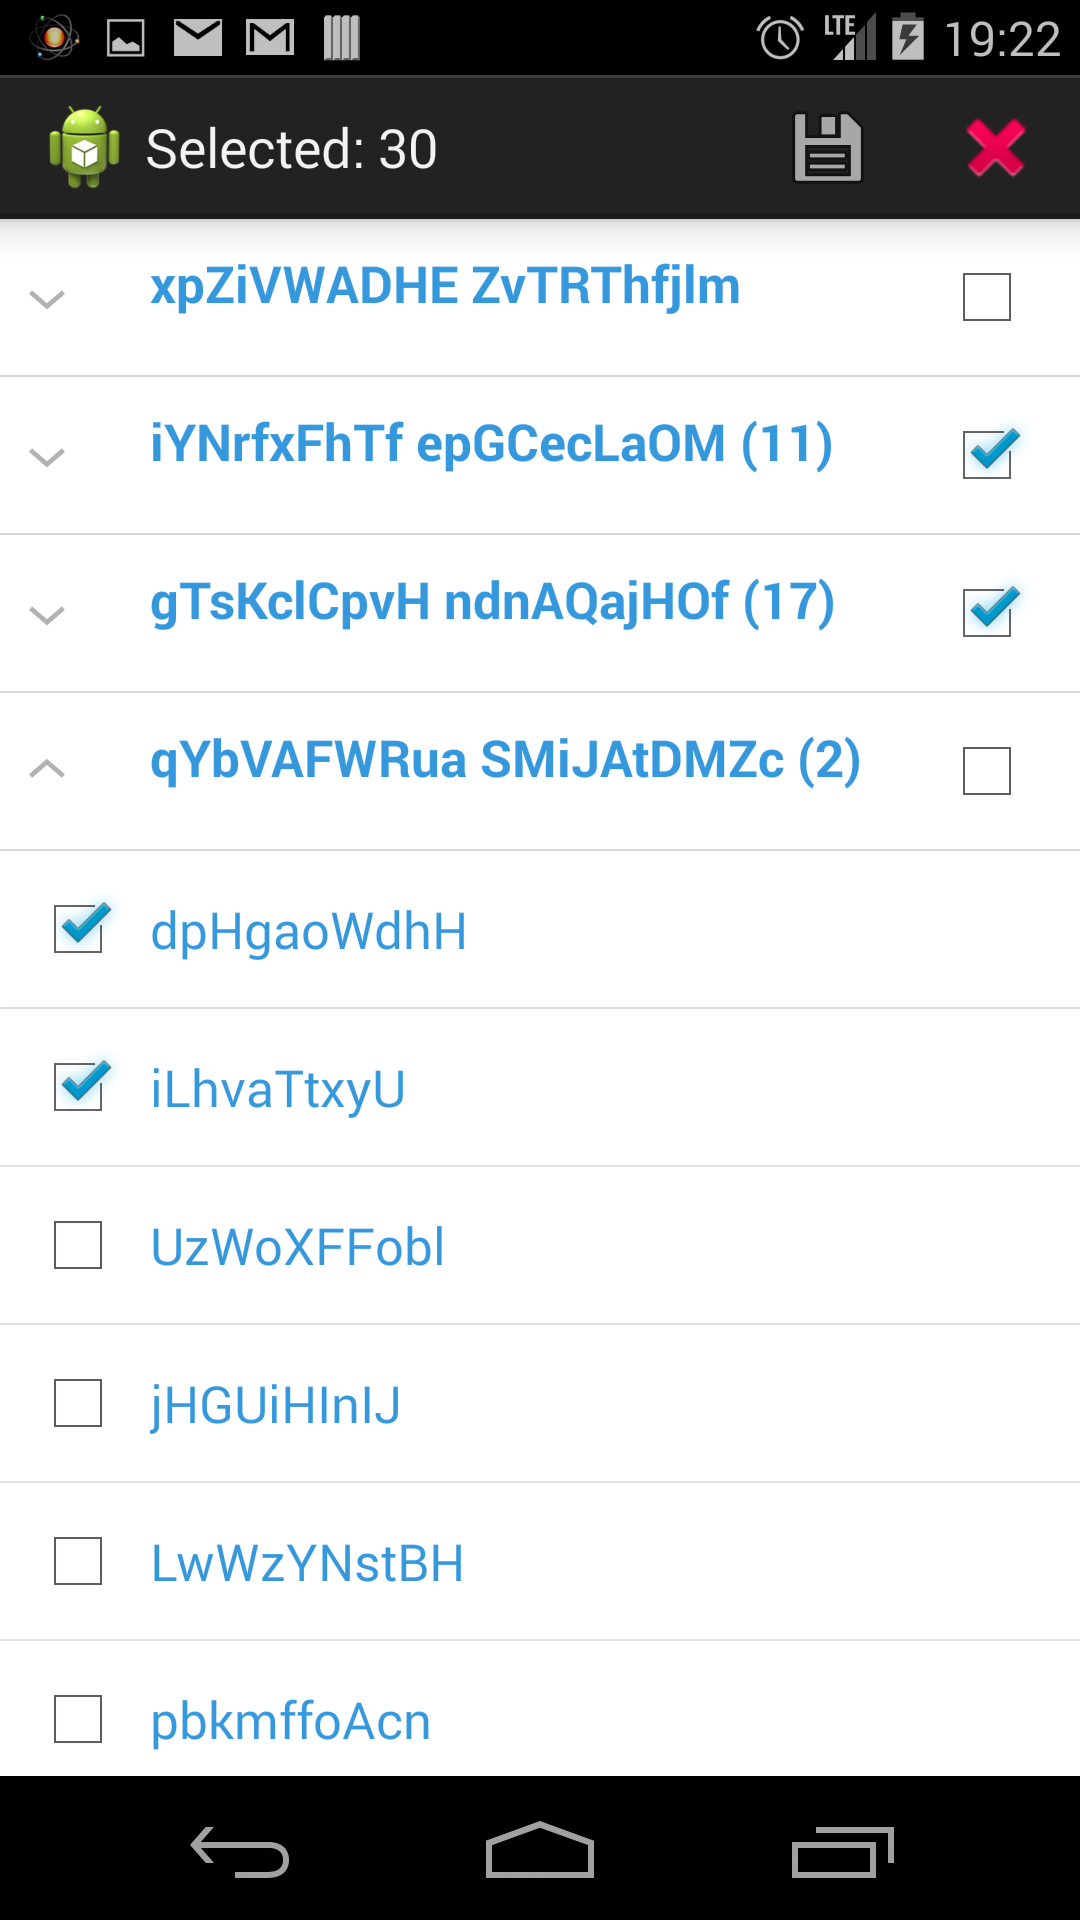 LTE 19:22
Selected: 30
xpZiVWADHE ZvTRThfjlm
iYNrfxFhTf epGCecLaOM (11)
gTsKclCpvH ndnAQajHOf (17)
qYbVAFWRua SMiJAtDMZc (2)
dpHgaoWdhH
iLhvaTtxyU
UzWoXFFobl
jHGUiHInIJ
LwWzYNstBH
pbkmffoAcn